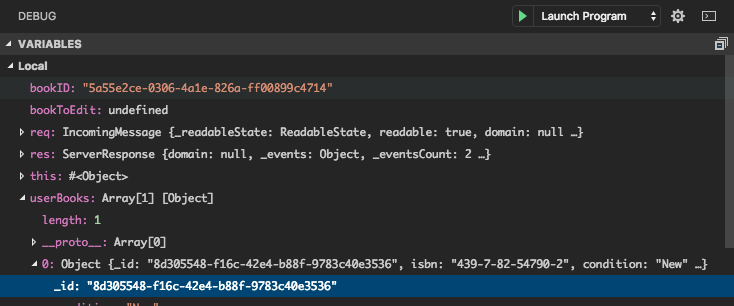 DEBUG Launch Program
VARIABLES
Local
bookID: "5a55e2ce-0306-4a1e-826a-ff00899c4714"
bookToEdit: undefined
req: IncomingMessage {_readableState: ReadableState, readable: true, domain: null …}
res: ServerResponse {domain: null, _events: Object, _eventsCount: 2 …}
this: #<Object>
userBooks: Array[1] [Object]
length: 1
__proto__: Array[0]
0: Object {_id: "8d305548-f16c-42e4-b88f-9783c40e3536", isbn: "439-7-82-54790-2", condition: "New" …}
_id: "8d305548-f16c-42e4-b88f-9783c40e3536"